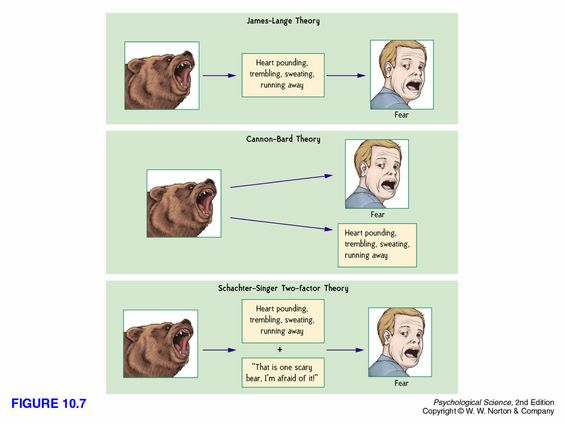 James-Lange Theory
Heart pounding,
trembling, sweating,
running away
Fear
Cannon-Bard Theory
Fear
Heart pounding,
trembling, sweating,
running away
Schachter-Singer Two-factor Theory
Heart pounding,
trembling, sweating,
running away
+
"That is one scary
bear, I'm afraid of it!"
Fear
FIGURE 10.7
Psychological Science, 2nd Edition
Copyright © W. W. Norton & Company